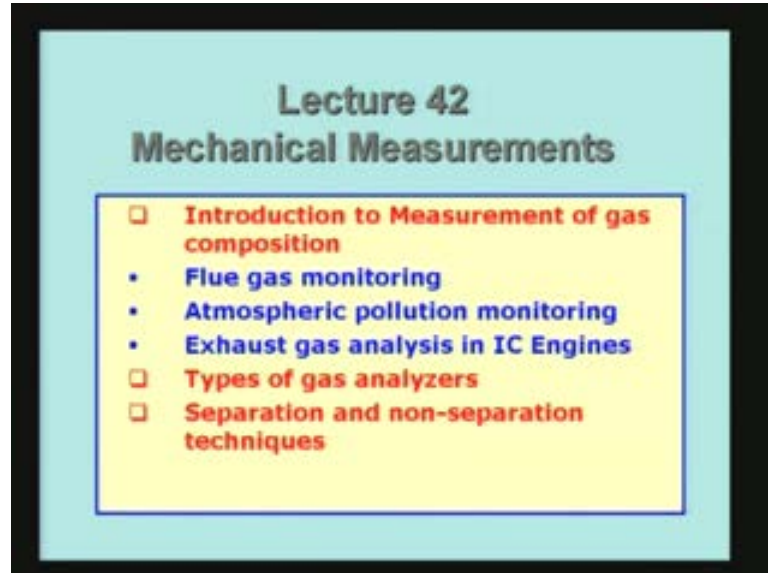 Lecture 42
Mechanical Measurements
❑ Introduction to Measurement of gas
composition
• Flue gas monitoring
• Atmospheric pollution monitoring
• Exhaust gas analysis in IC Engines
❑ Types of gas analyzers
❑ Separation and non-separation
techniques